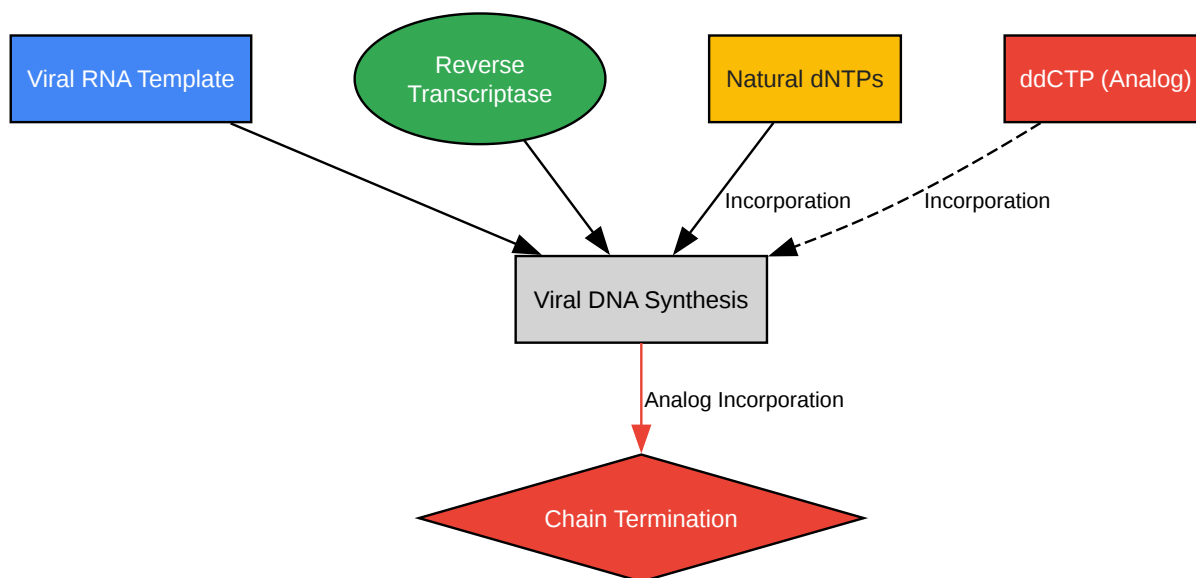 Viral RNA Template
Reverse
Transcriptase
Natural dNTPs
ddCTP (Analog)
Incorporation
Incorporation
Viral DNA Synthesis
Analog Incorporation
Chain Termination